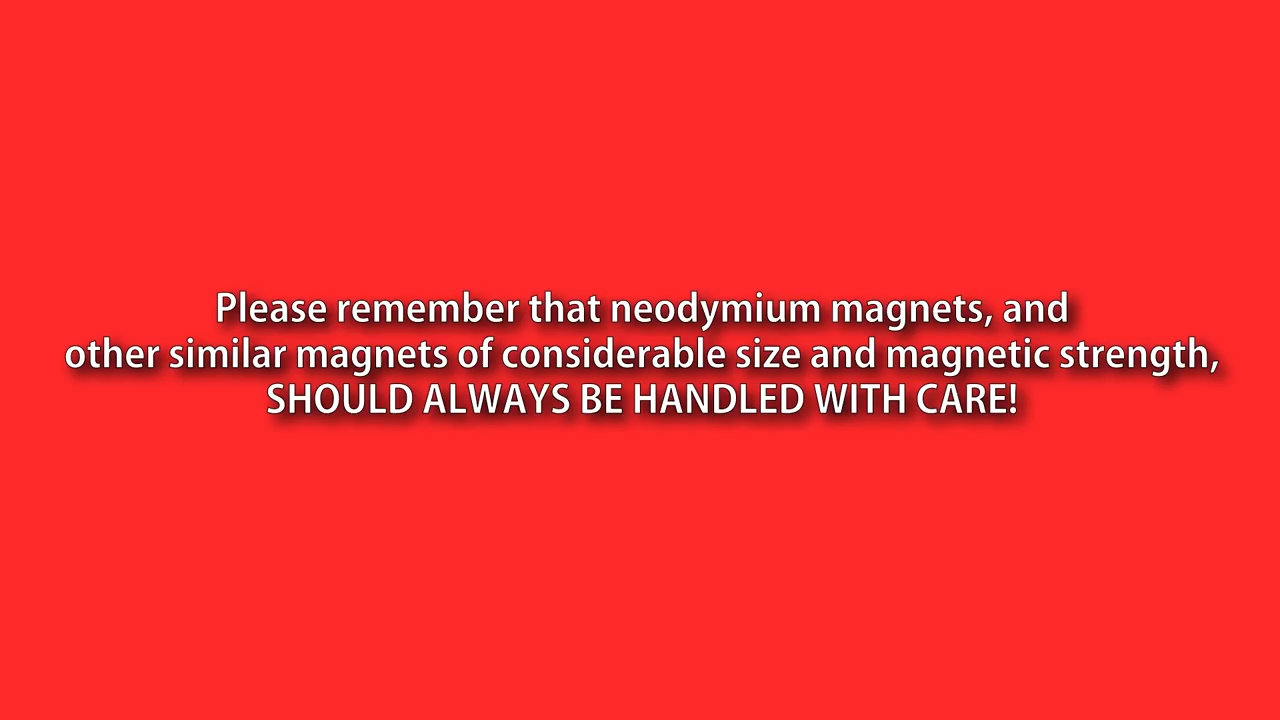 Please remember that neodymium magnets, and
other similar magnets of considerable size and magnetic strength,
SHOULD ALWAYS BE HANDLED WITH CARE!